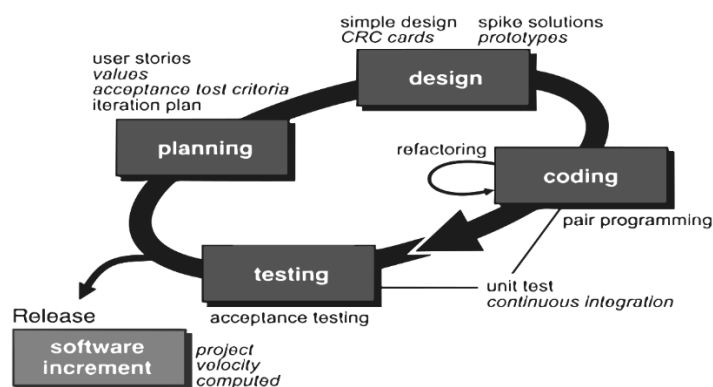 simple design
CRC cards
spike solutions
prototypes
user stories
values
acceptance test criteria
iteration plan
design
planning
refactoring
coding
pair programming
testing
unit test
continuous integration
acceptance testing
Release
software
increment
project
velocity
computed